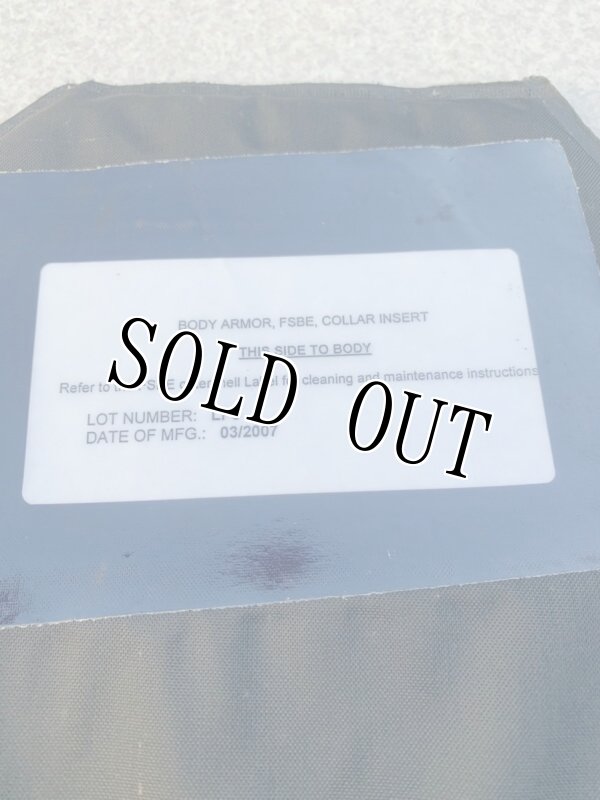 BODY ARMOR, FSBE, COLLAR INSERT
THIS SIDE TO BODY
Refer to Label cleaning and maintenance instructions
LOT NUMBER:
DATE OF MFG.: 03/2007
SOLD OUT